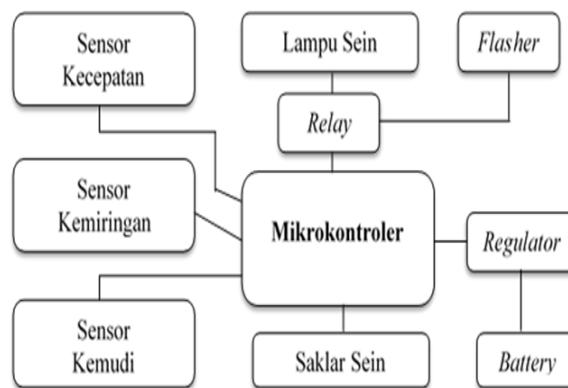 Sensor
Kecepatan
Lampu Sein
Flasher
Relay
Sensor
Kemiringan
Mikrokontroler
Regulator
Sensor
Kemudi
Saklar Sein
Battery